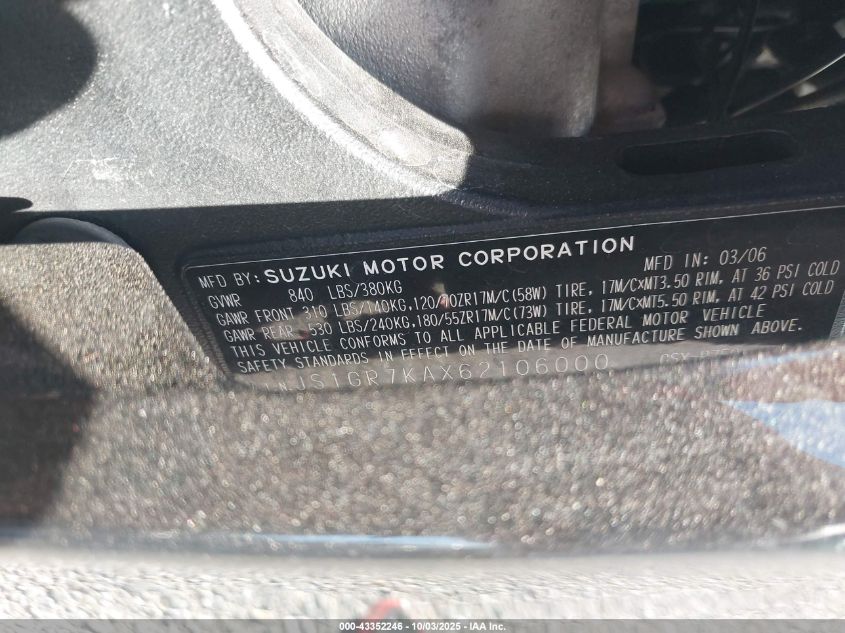 MFD BY: SUZUKI MOTOR CORPORATION MFD IN: 03/06
GVWR 840 LBS/380KG
GAWR FRONT 310 LBS/140KG,120/70ZR17M/C(58W) TIRE, 17M/CxMT3.50 RIM, AT 36 PSI COLD
GAWR REAR 530 LBS/240KG,180/55ZR17M/C(73W) TIRE, 17M/CxMT5.50 RIM, AT 42 PSI COLD
THIS VEHICLE CONFORMS TO ALL APPLICABLE FEDERAL MOTOR VEHICLE
SAFETY STANDARDS IN EFFECT ON THE DATE OF MANUFACTURE SHOWN ABOVE.
JS1GR7KAX62106000
000-43352246 - 10/03/2025 - IAA Inc.